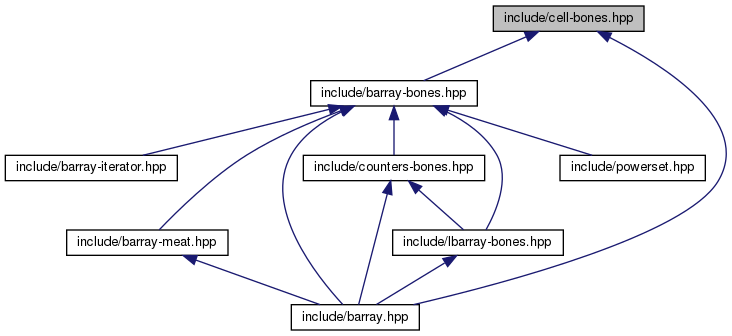 include/cell-bones.hpp
include/barray-bones.hpp
include/barray-iterator.hpp
include/counters-bones.hpp
include/powerset.hpp
include/barray-meat.hpp
include/lbarray-bones.hpp
include/barray.hpp